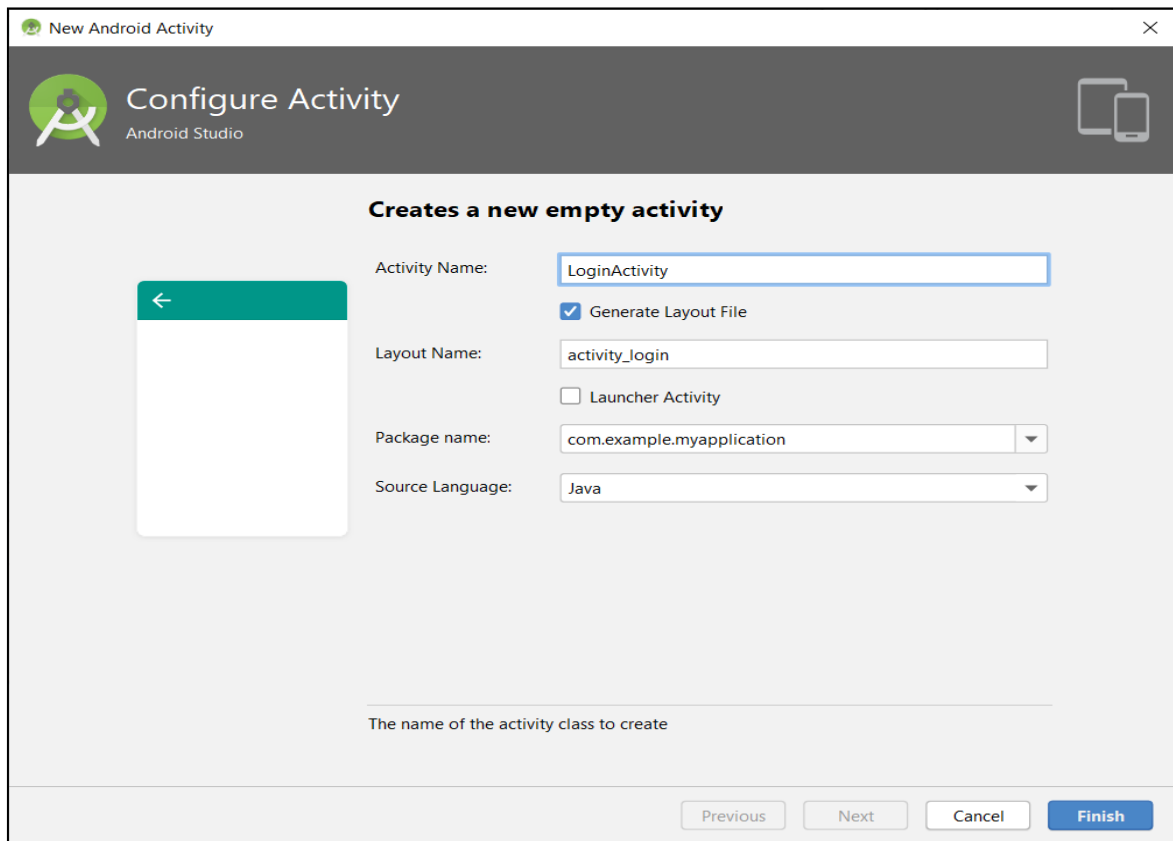 New Android Activity
Configure Activity
Android Studio
Creates a new empty activity
Activity Name:
LoginActivity
Generate Layout File
Layout Name:
activity_login
Launcher Activity
Package name:
com.example.myapplication
Source Language:
Java
The name of the activity class to create
Previous
Next
Cancel
Finish